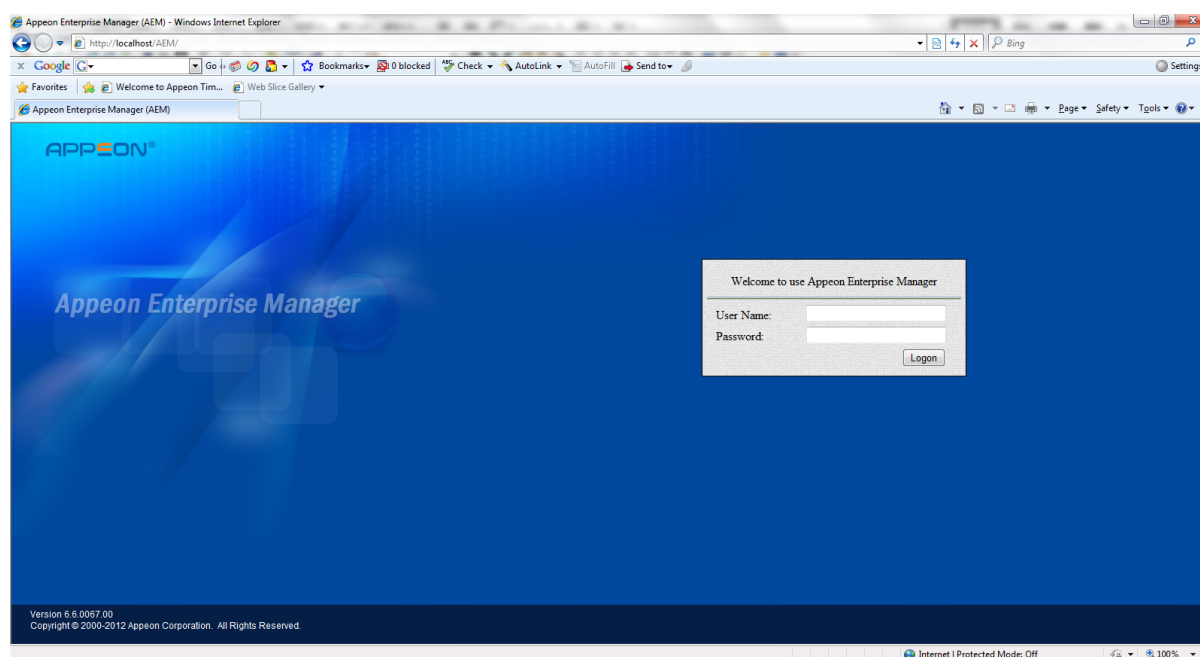 Appeon Enterprise Manager (AEM) - Windows Internet Explorer
http://localhost/AEM/
Bing
x Google G Go Bookmarks 0 blocked Check AutoLink AutoFill Send to Settings
Favorites Welcome to Appeon Tim... Web Slice Gallery
Appeon Enterprise Manager (AEM) Page Safety Tools
APPEON®
Welcome to use Appeon Enterprise Manager
Appeon Enterprise Manager
User Name:
Password:
Logon
Version 6.6.0067.00
Copyright © 2000-2012 Appeon Corporation. All Rights Reserved.
Internet | Protected Mode: Off 100%